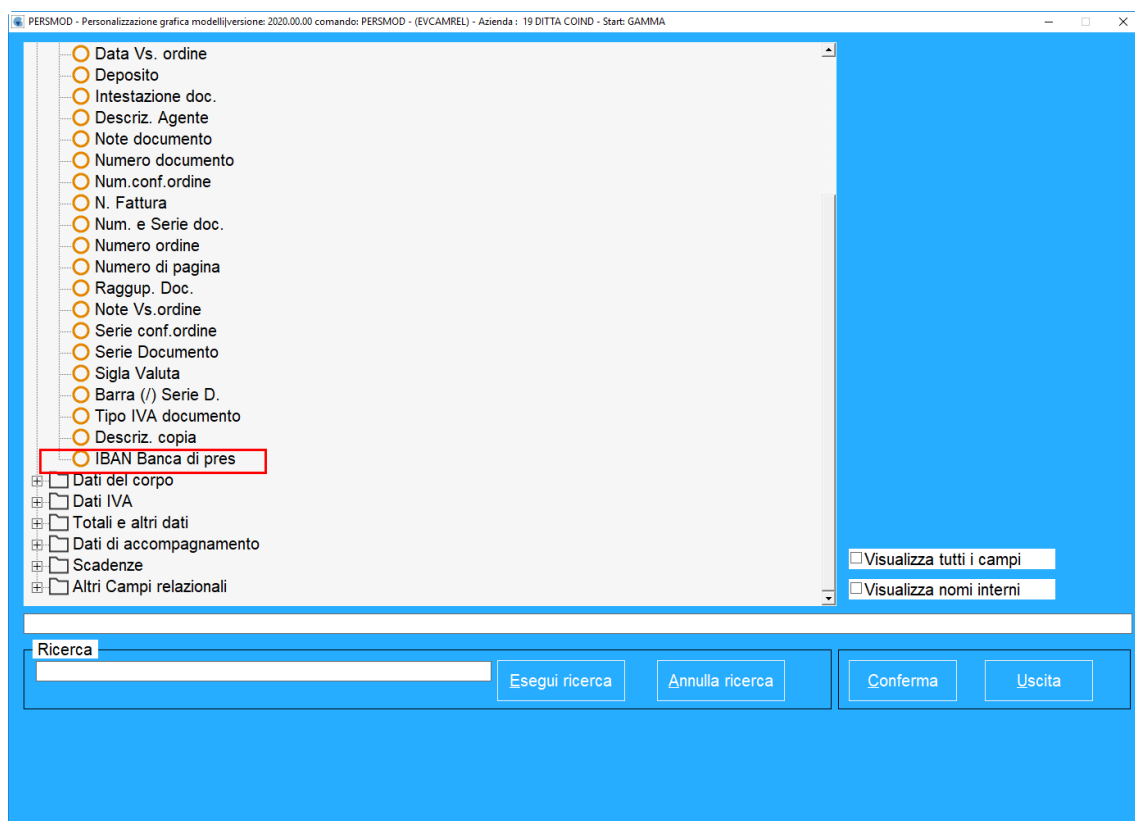 PERSMOD - Personalizzazione grafica modelli|versione: 2020.00.00 comando: PERSMOD - (EVCAMREL) - Azienda : 19 DITTA COIND - Start: GAMMA
Data Vs. ordine
Deposito
Intestazione doc.
Descriz. Agente
Note documento
Numero documento
Num.conf.ordine
N. Fattura
Num. e Serie doc.
Numero ordine
Numero di pagina
Raggup. Doc.
Note Vs.ordine
Serie conf.ordine
Serie Documento
Sigla Valuta
Barra (/) Serie D.
Tipo IVA documento
Descriz. copia
IBAN Banca di pres
Dati del corpo
Dati IVA
Totali e altri dati
Dati di accompagnamento
Scadenze
Altri Campi relazionali
Visualizza tutti i campi
Visualizza nomi interni
Ricerca
Esegui ricerca
Annulla ricerca
Conferma
Uscita